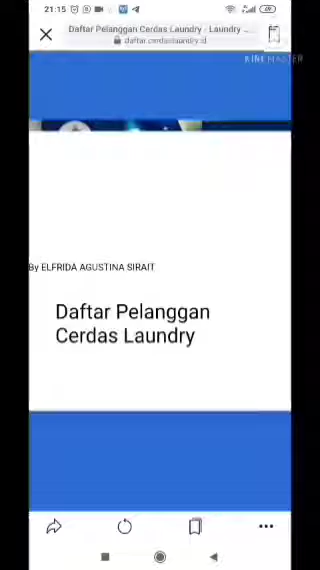 21:15
69
Daftar Pelanggan Cerdas Laundry - Laundry ...
daftar.cerdaslaundry.id
KINEMASTER
By ELFRIDA AGUSTINA SIRAIT
Daftar Pelanggan
Cerdas Laundry